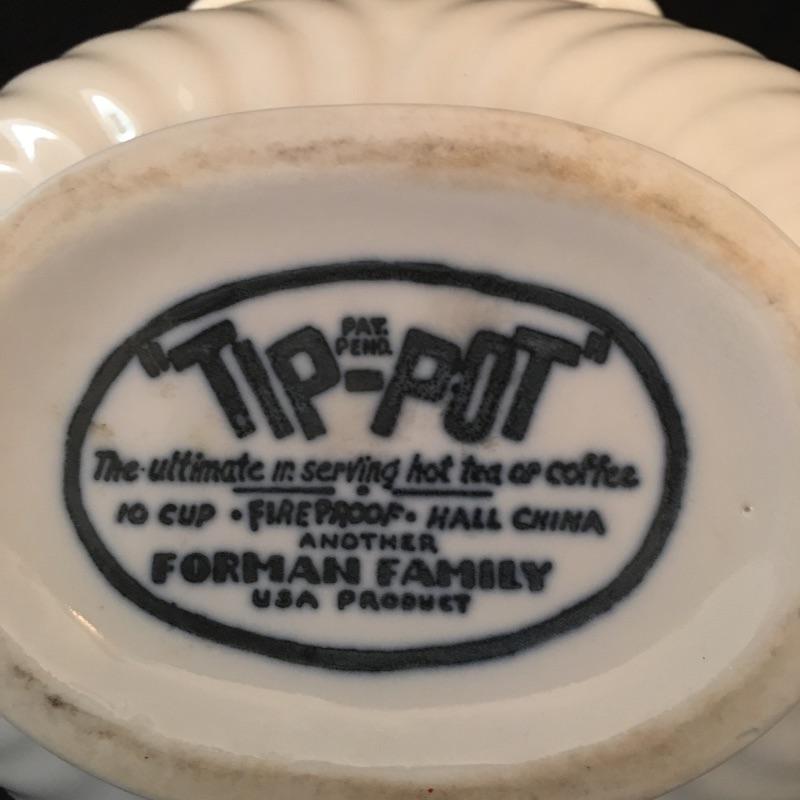 PAT.
PEND.
"TIP-POT"
The ultimate in serving hot tea or coffee
10 CUP • FIREPROOF • HALL CHINA
ANOTHER
FORMAN FAMILY
USA PRODUCT